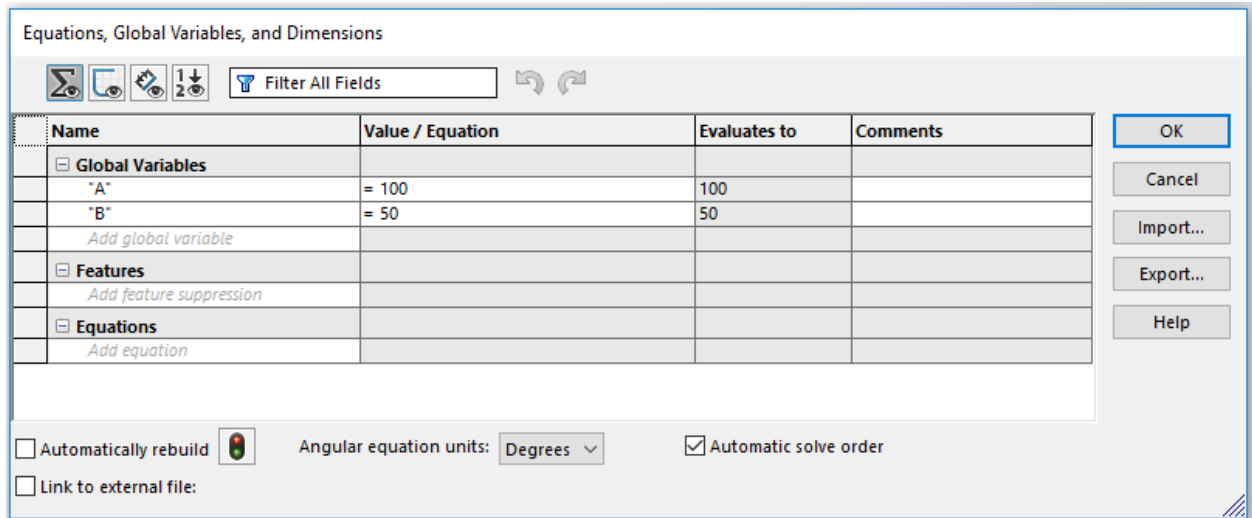 Equations, Global Variables, and Dimensions
Filter All Fields
Name Value / Equation Evaluates to Comments
Global Variables
"A" = 100 100
"B" = 50 50
Add global variable
Features
Add feature suppression
Equations
Add equation
OK
Cancel
Import...
Export...
Help
Automatically rebuild Angular equation units: Degrees Automatic solve order
Link to external file: